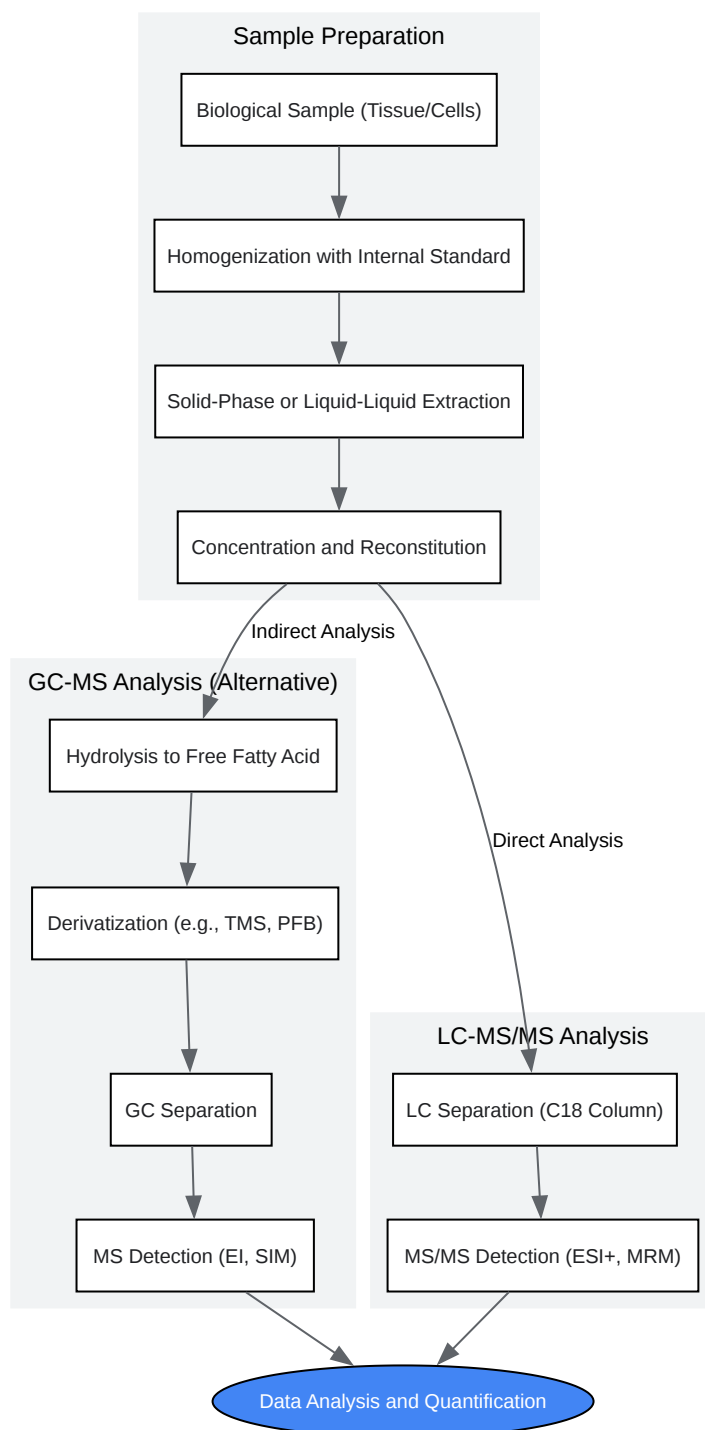 Sample Preparation
Biological Sample (Tissue/Cells)
Homogenization with Internal Standard
Solid-Phase or Liquid-Liquid Extraction
Concentration and Reconstitution
Indirect Analysis
GC-MS Analysis (Alternative)
Hydrolysis to Free Fatty Acid
Derivatization (e.g., TMS, PFB)
GC Separation
MS Detection (EI, SIM)
Direct Analysis
LC-MS/MS Analysis
LC Separation (C18 Column)
MS/MS Detection (ESI+, MRM)
Data Analysis and Quantification